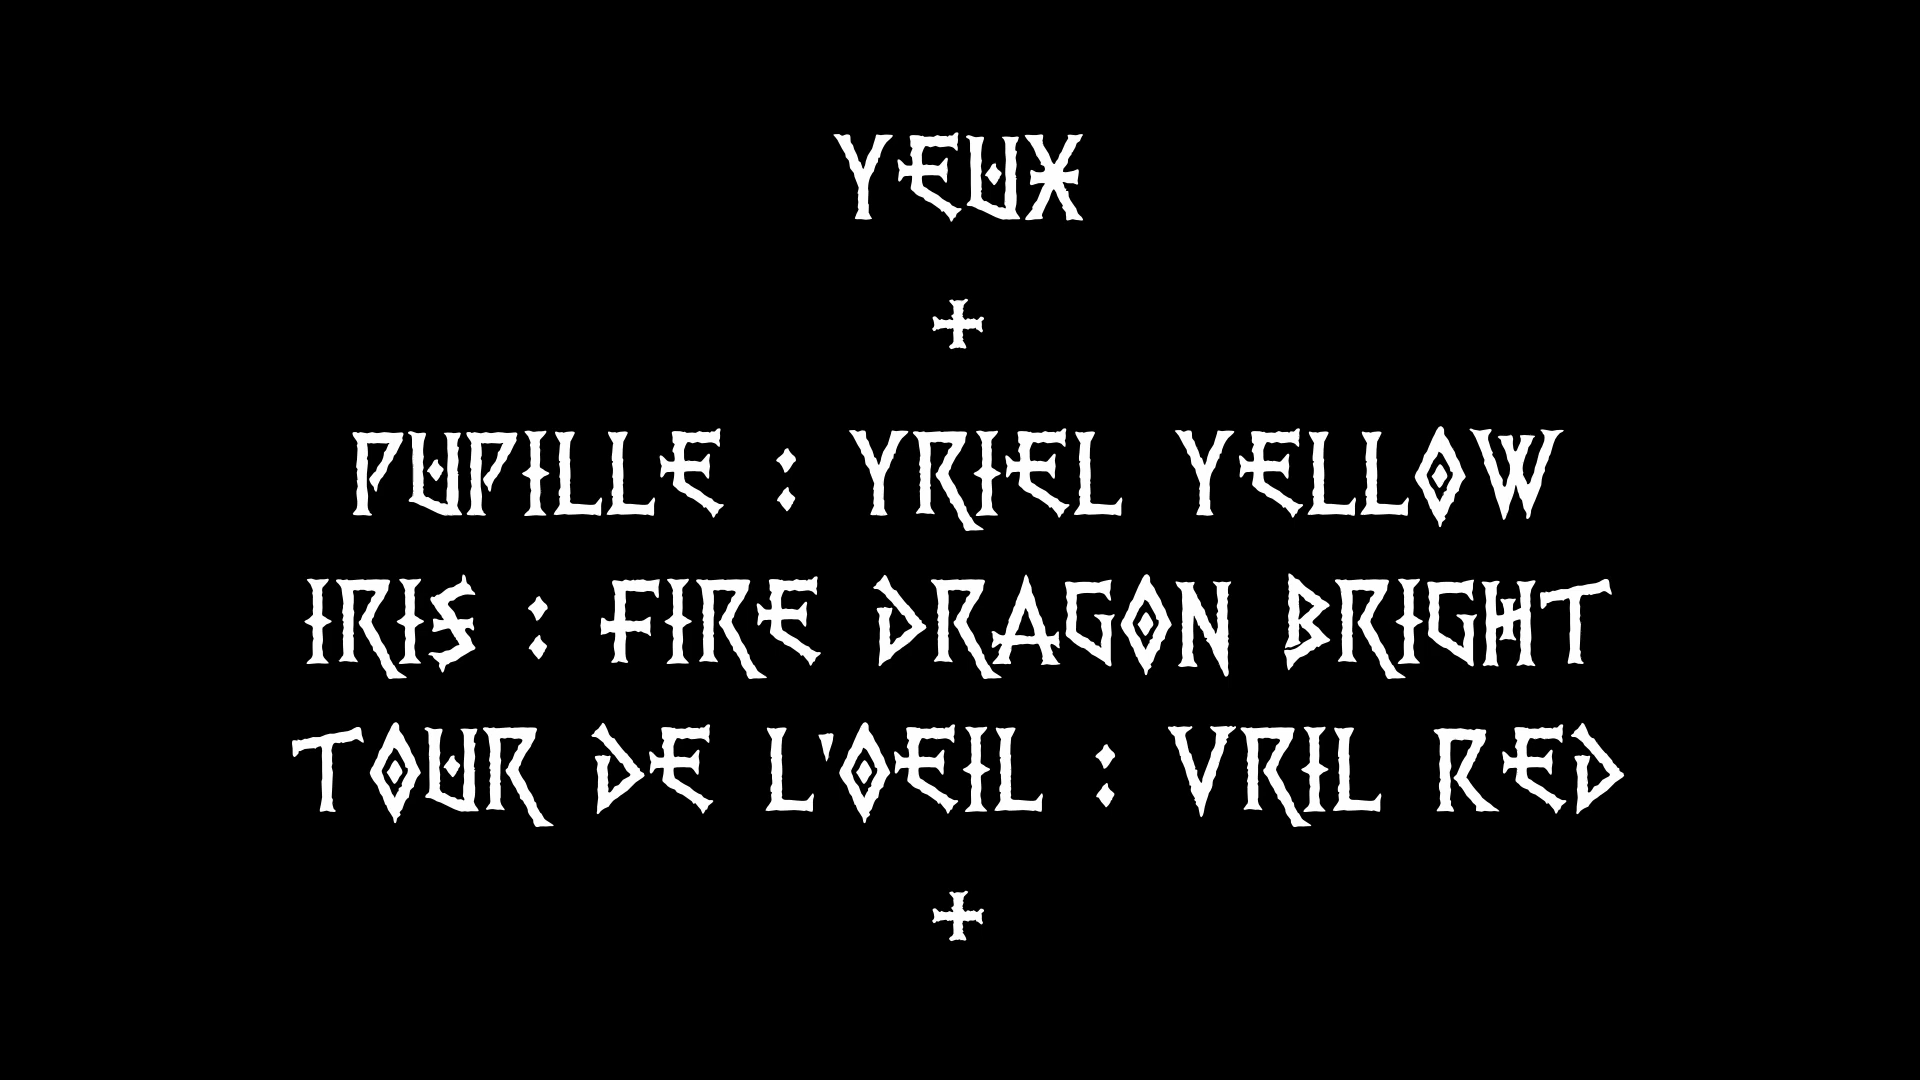 YEUX
+
PUPILLE : YRIEL YELLOW
IRIS : FIRE DRAGON BRIGHT
TOUR DE L'OEIL : VRIL RED
+